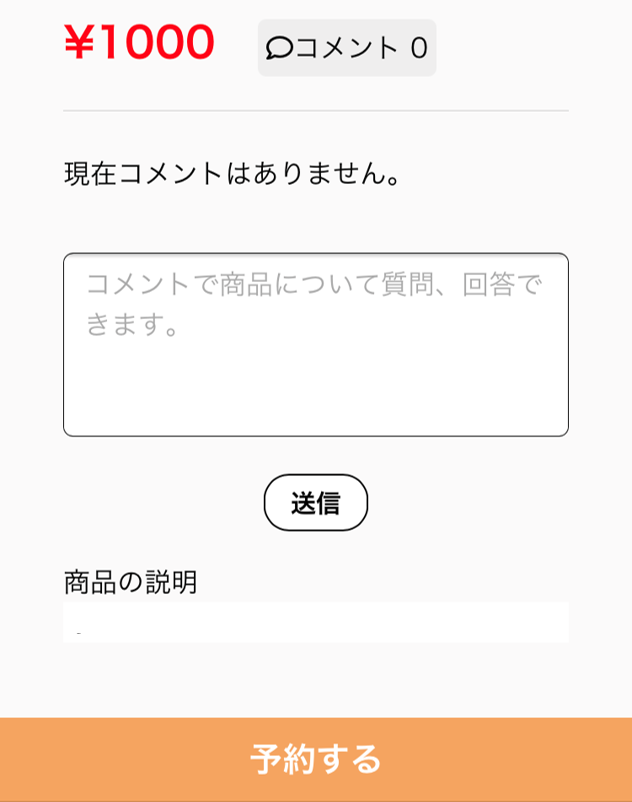 ¥1000
コメント 0
現在コメントはありません。
コメントで商品について質問、回答で
きます。
送信
商品の説明
-
予約する